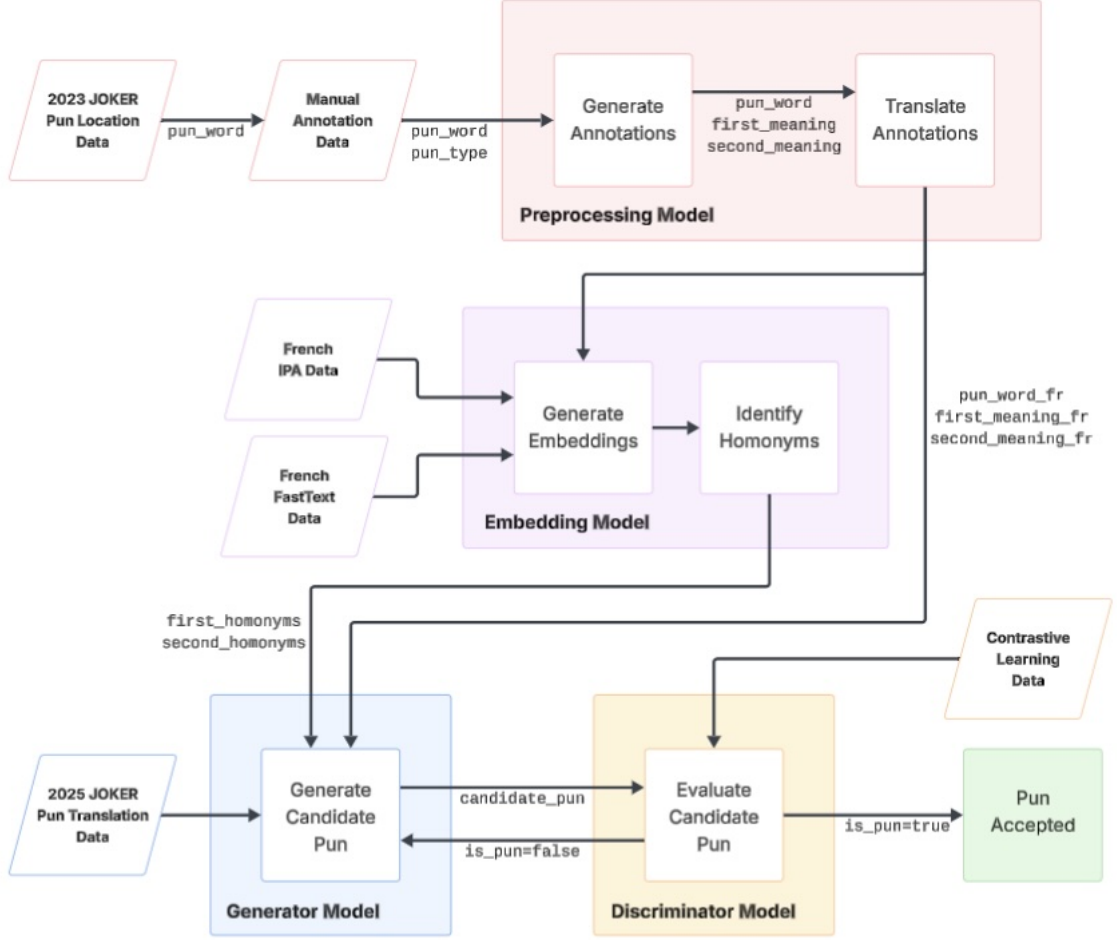 2023 JOKER
Pun Location
Data
pun_word
Manual
Annotation
Data
pun_word
pun_type
Generate
Annotations
pun_word
first_meaning
second_meaning
Translate
Annotations
Preprocessing Model
French
IPA Data
French
FastText
Data
Generate
Embeddings
Identify
Homonyms
Embedding Model
pun_word_fr
first_meaning_fr
second_meaning_fr
first_homonyms
second_homonyms
Contrastive
Learning
Data
2025 JOKER
Pun Translation
Data
Generate
Candidate
Pun
Generator Model
candidate_pun
is_pun=false
Evaluate
Candidate
Pun
Discriminator Model
is_pun=true
Pun
Accepted